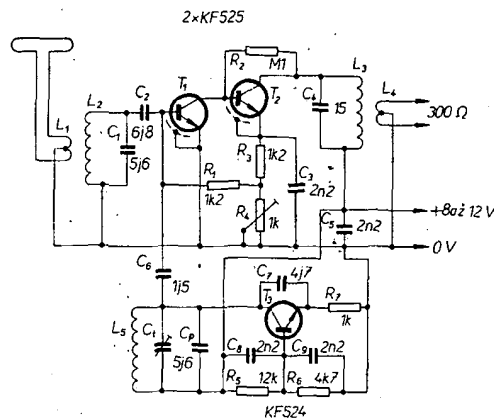 2×KF525
R2
M1
C2
T1
T2
L3
L4
L2
6j8
C4
15
300 Ω
L1
C1
5j6
R3
1k2
C3
2n2
R1
1k2
R4
1k
+8až 12 V
C5
2n2
0 V
C6
1j5
C7
4j7
T3
R7
1k
L5
Ct
Cp
5j6
C8
2n2
C9
2n2
R5
12k
R6
4k7
KF524